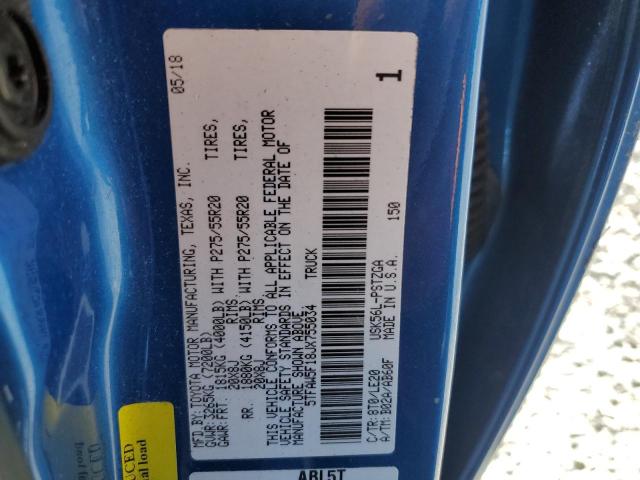 05/18
1
MFD BY: TOYOTA MOTOR MANUFACTURING, TEXAS, INC.
GVWR: 3265KG (7200LB)
GAWR: FRT. 1815KG (4000LB) WITH P275/55R20 TIRES,
20X8J RIMS.
RR. 1880KG (4150LB) WITH P275/55R20 TIRES,
20X8J RIMS.
THIS VEHICLE CONFORMS TO ALL APPLICABLE FEDERAL MOTOR
VEHICLE SAFETY STANDARDS IN EFFECT ON THE DATE OF
MANUFACTURE SHOWN ABOVE.
5TFAW5F18JX755034 TRUCK
150
C/TR: 8T0/LE20 USK56L-PSTZGA
A/TM: B02A/AB60F MADE IN U.S.A.
UCED
load
UCED
ABL5T